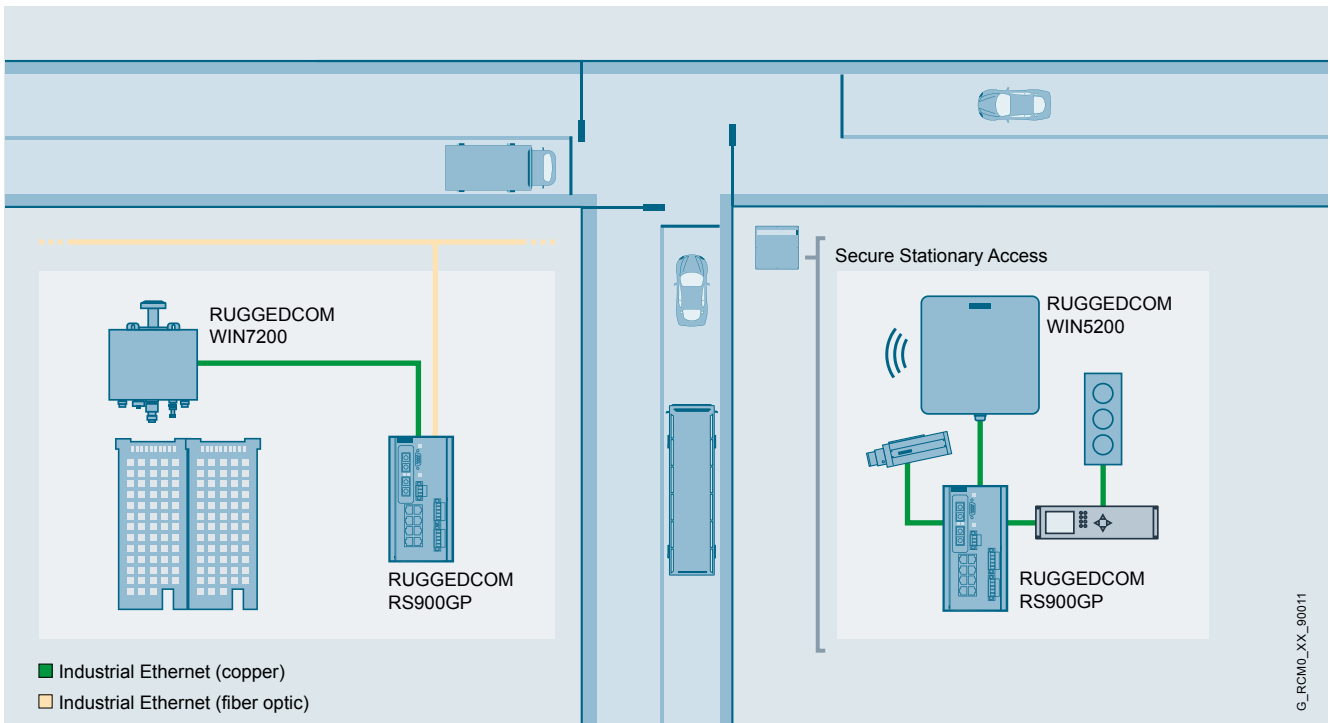 Secure Stationary Access
RUGGEDCOM
WIN7200
RUGGEDCOM
WIN5200
RUGGEDCOM
RS900GP
RUGGEDCOM
RS900GP
Industrial Ethernet (copper)
Industrial Ethernet (fiber optic)
G_RCM0_XX_90011